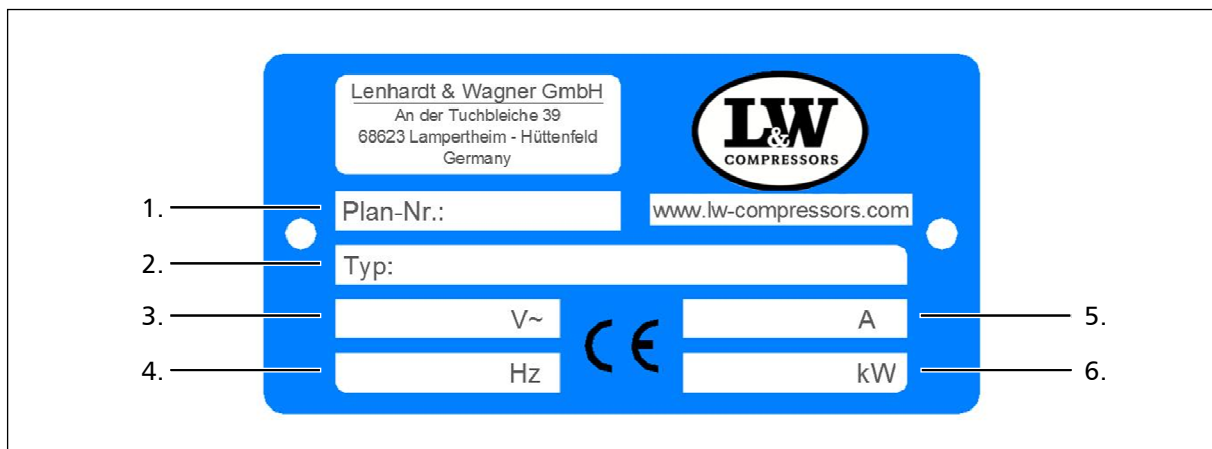 Lenhardt & Wagner GmbH
An der Tuchbleiche 39
68623 Lampertheim - Hüttenfeld
Germany
L&W
COMPRESSORS
1. Plan-Nr.:
www.lw-compressors.com
2. Typ:
3. V~
CE
A 5.
4. Hz
kW 6.